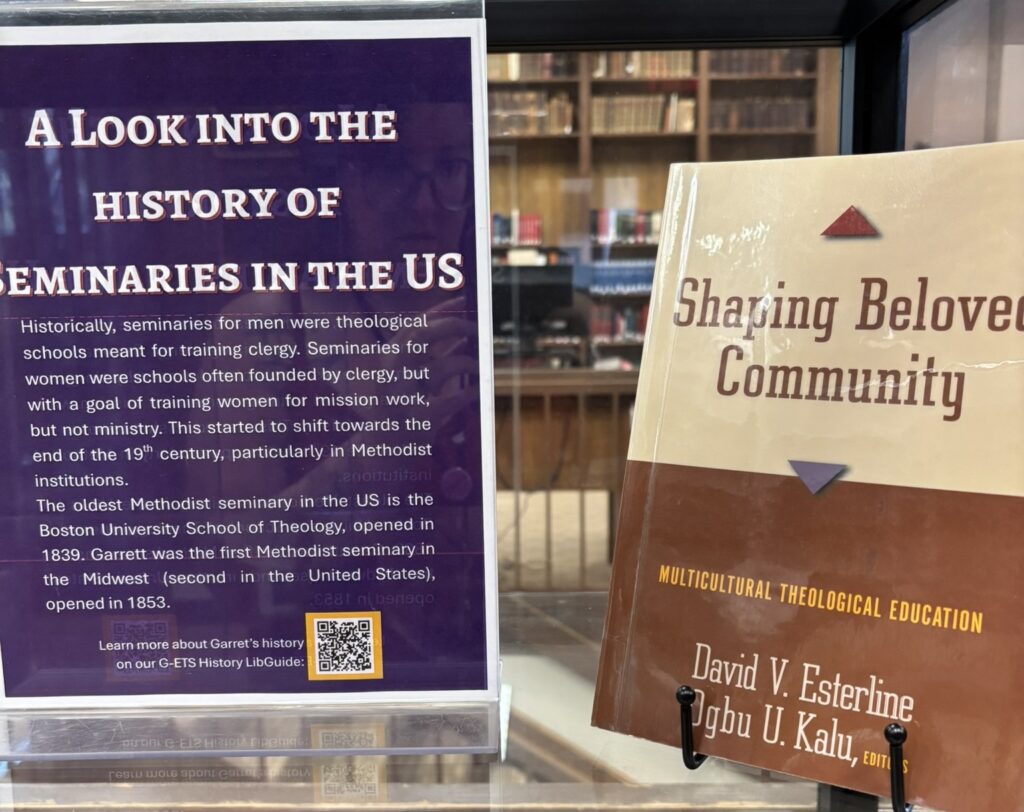 A LOOK INTO THE
HISTORY OF
SEMINARIES IN THE US
Historically, seminaries for men were theological
schools meant for training clergy. Seminaries for
women were schools often founded by clergy, but
with a goal of training women for mission work,
but not ministry. This started to shift towards the
end of the 19th century, particularly in Methodist
institutions.
The oldest Methodist seminary in the US is the
Boston University School of Theology, opened in
1839. Garrett was the first Methodist seminary in
the Midwest (second in the United States),
opened in 1853.
Learn more about Garret's history
on our G-ETS History LibGuide:
Shaping Beloved
Community
MULTICULTURAL THEOLOGICAL EDUCATION
David V. Esterline
Ogbu U. Kalu, EDITORS